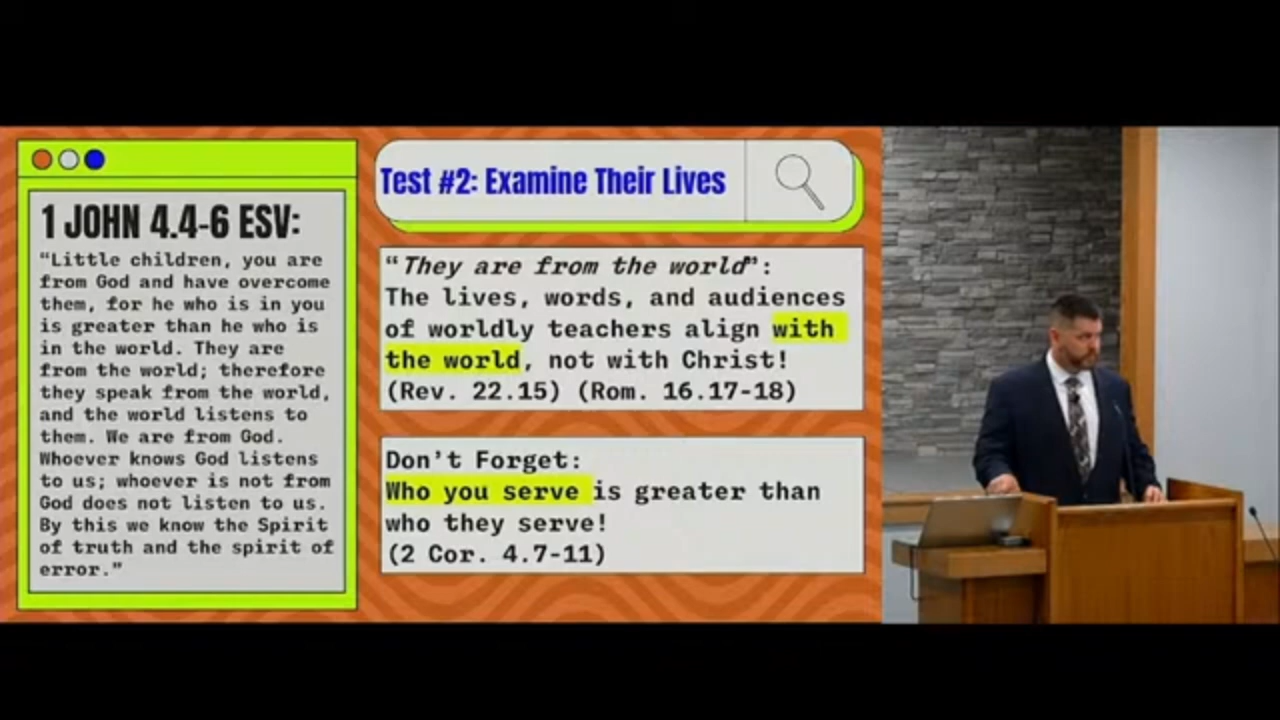 1 JOHN 4.4-6 ESV:
“Little children, you are
from God and have overcome
them, for he who is in you
is greater than he who is
in the world. They are
from the world; therefore
they speak from the world,
and the world listens to
them. We are from God.
Whoever knows God listens
to us; whoever is not from
God does not listen to us.
By this we know the Spirit
of truth and the spirit of
error.”
Test #2: Examine Their Lives
“They are from the world”:
The lives, words, and audiences
of worldly teachers align with
the world, not with Christ!
(Rev. 22.15) (Rom. 16.17-18)
Don’t Forget:
Who you serve is greater than
who they serve!
(2 Cor. 4.7-11)